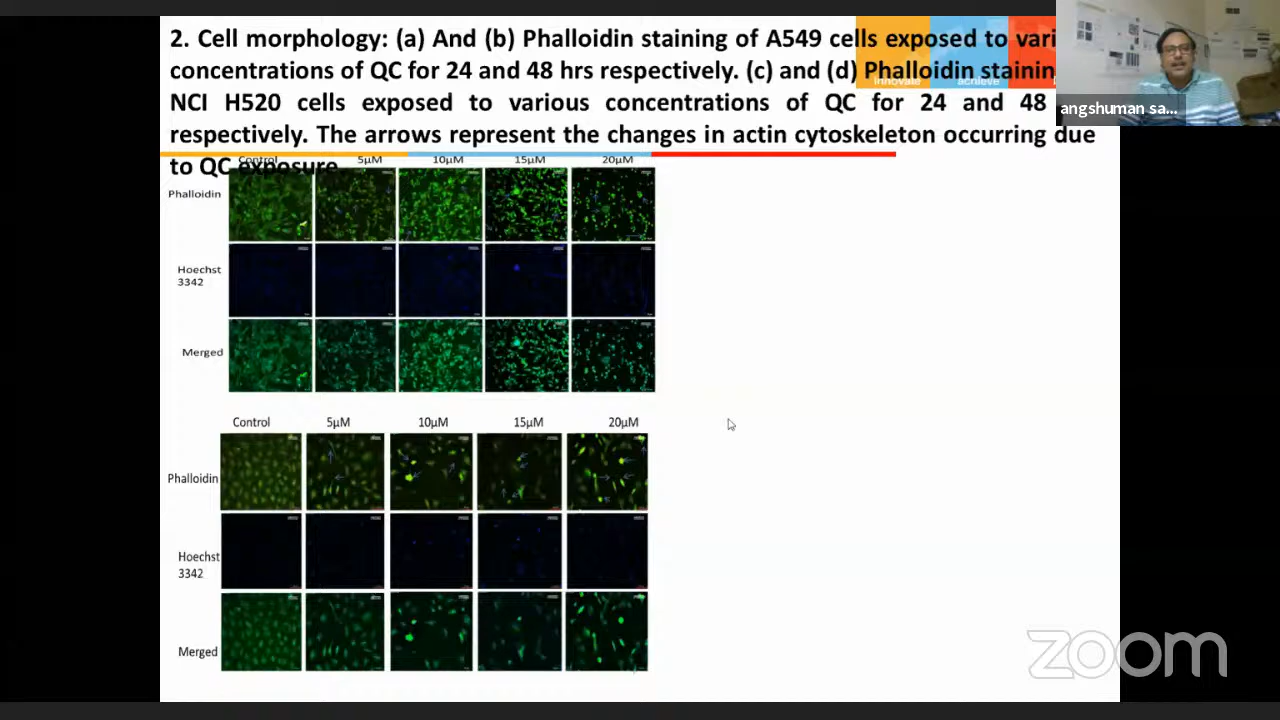 2. Cell morphology: (a) And (b) Phalloidin staining of A549 cells exposed to vari
concentrations of QC for 24 and 48 hrs respectively. (c) and (d) Phalloidin stainin
NCI H520 cells exposed to various concentrations of QC for 24 and 48
respectively. The arrows represent the changes in actin cytoskeleton occurring due
to QC exposure
innovate achieve
angshuman sa...
Control 5µM 10µM 15µM 20µM
Phalloidin
Hoechst
3342
Merged
Control 5µM 10µM 15µM 20µM
Phalloidin
Hoechst
3342
Merged
zoom